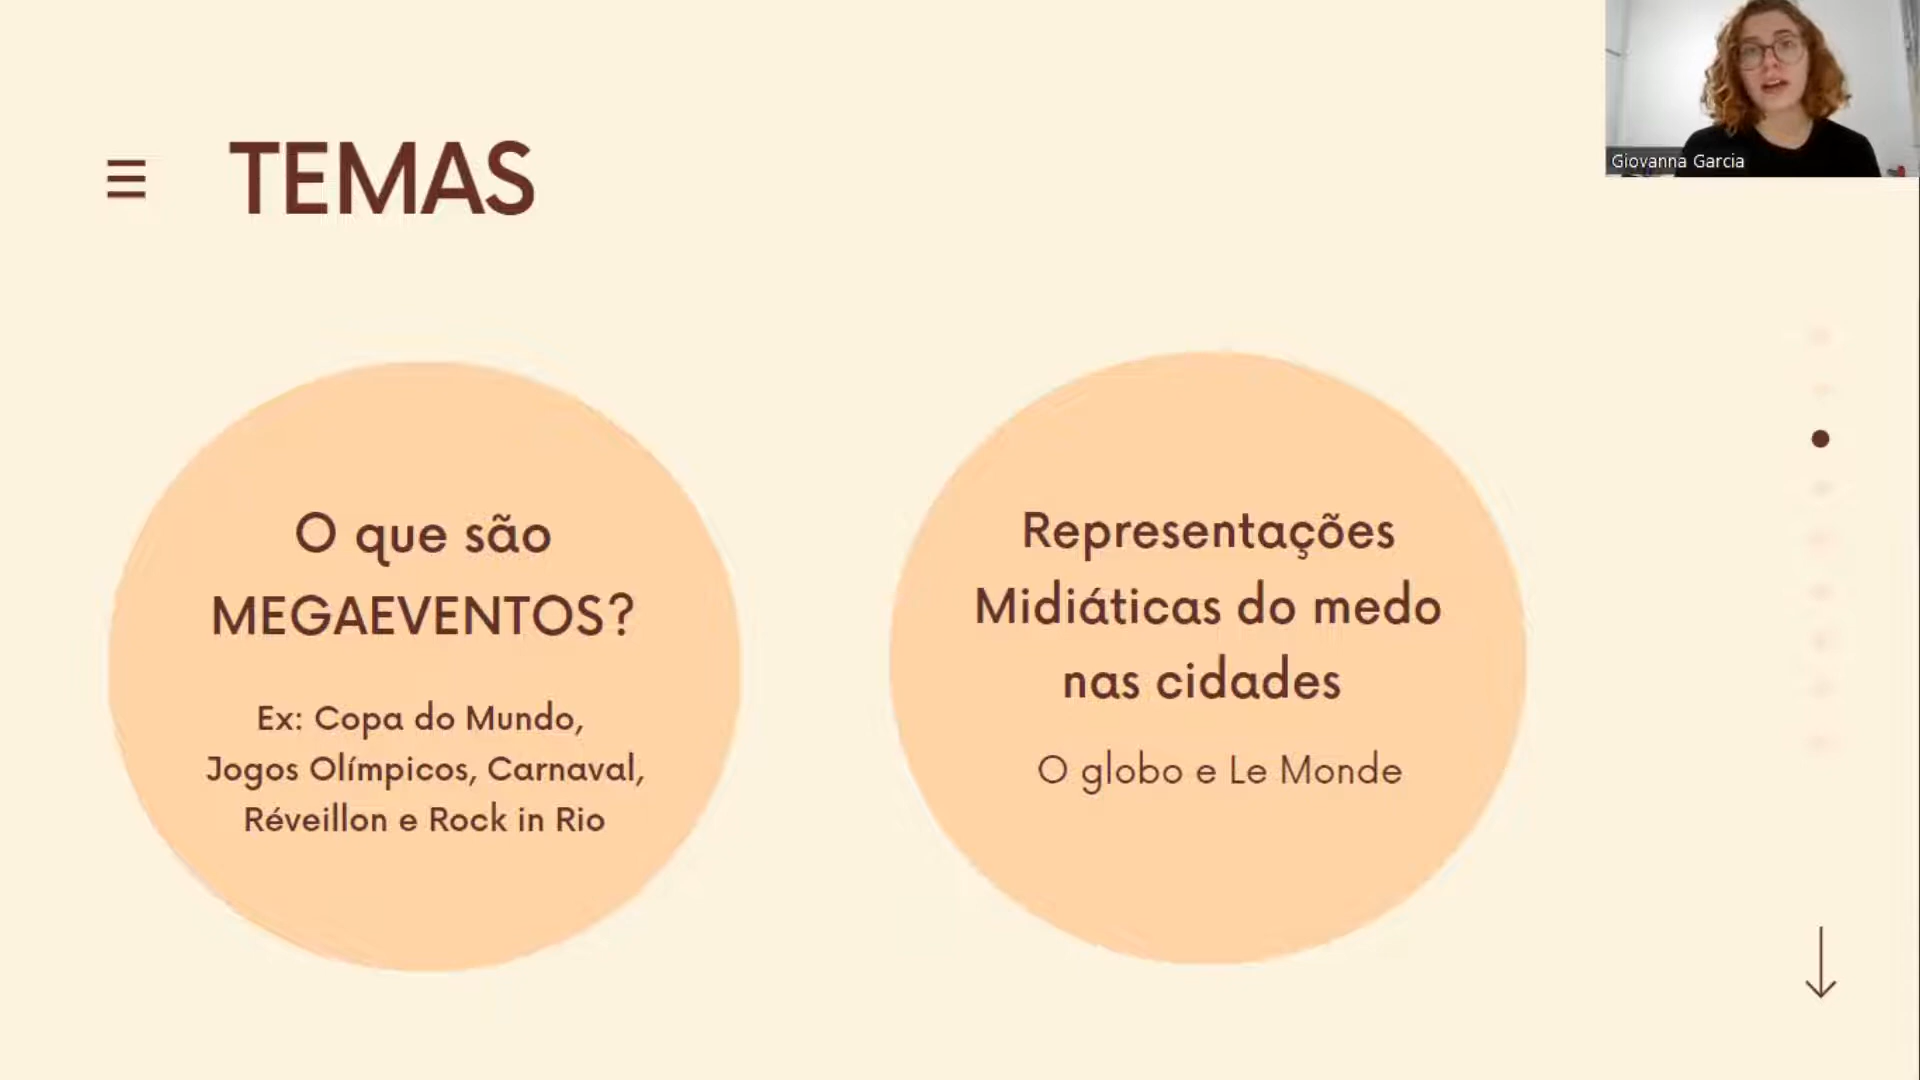 TEMAS
Giovanna Garcia
O que são
MEGAEVENTOS?
Ex: Copa do Mundo,
Jogos Olímpicos, Carnaval,
Réveillon e Rock in Rio
Representações
Midiáticas do medo
nas cidades
O globo e Le Monde